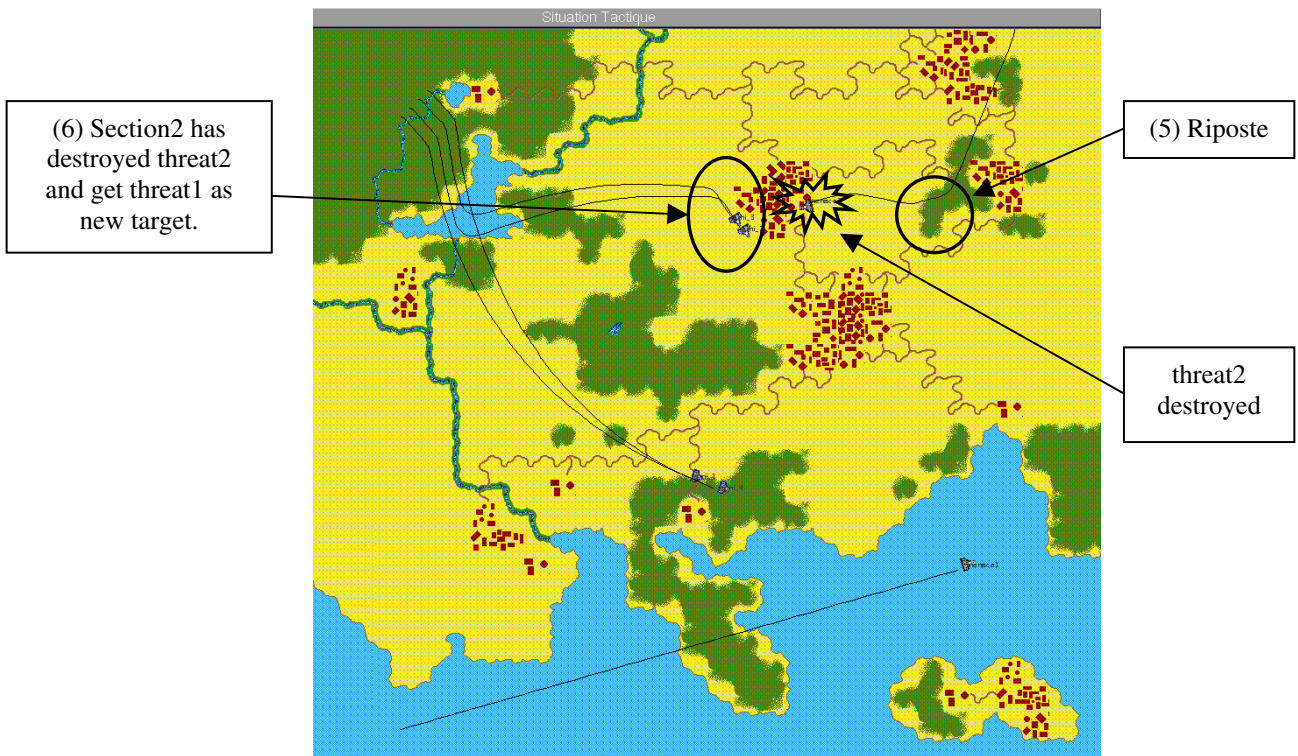 Situation Tactique
(6) Section2 has
destroyed threat2
and get threat1 as
new target.
(5) Riposte
threat2
destroyed